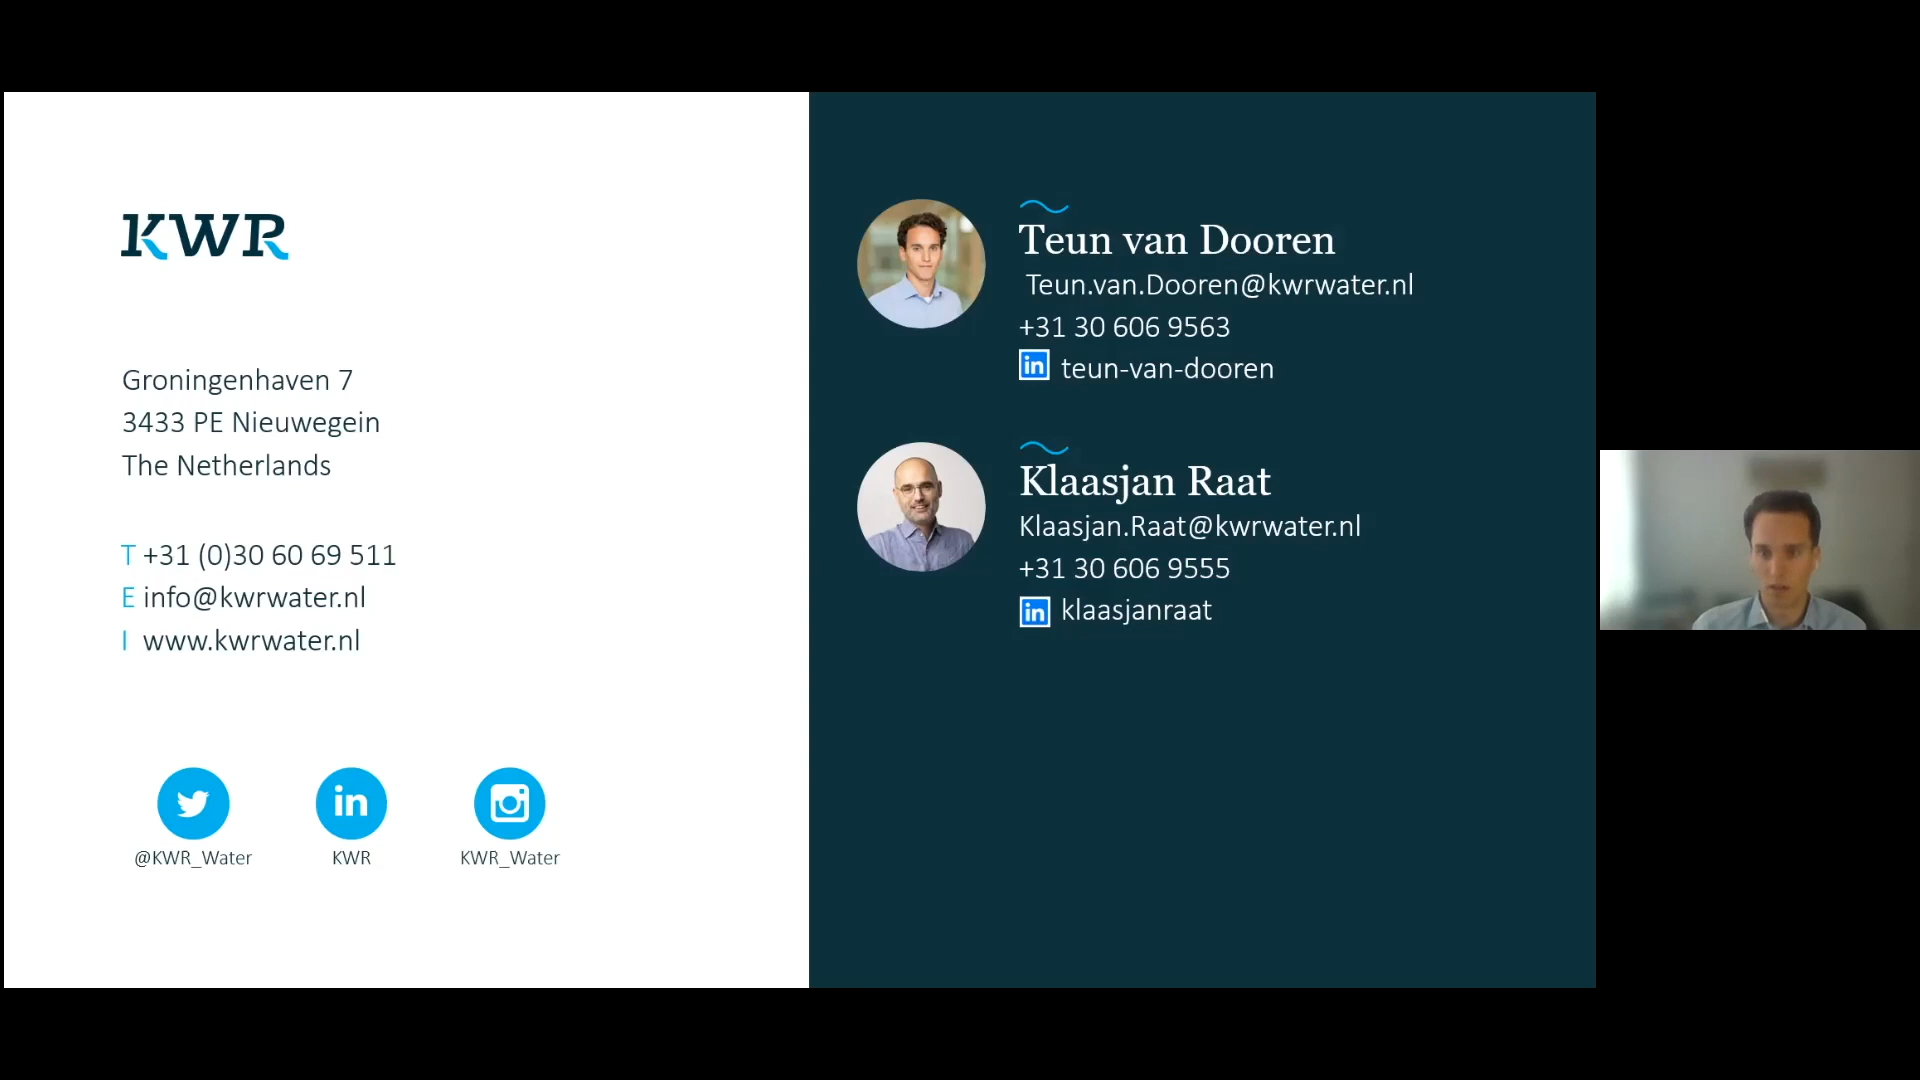 KWR
Groningenhaven 7
3433 PE Nieuwegein
The Netherlands
T +31 (0)30 60 69 511
E info@kwrwater.nl
I www.kwrwater.nl
@KWR_Water
KWR
KWR_Water
Teun van Dooren
Teun.van.Dooren@kwrwater.nl
+31 30 606 9563
in teun-van-dooren
Klaasjan Raat
Klaasjan.Raat@kwrwater.nl
+31 30 606 9555
in klaasjanraat